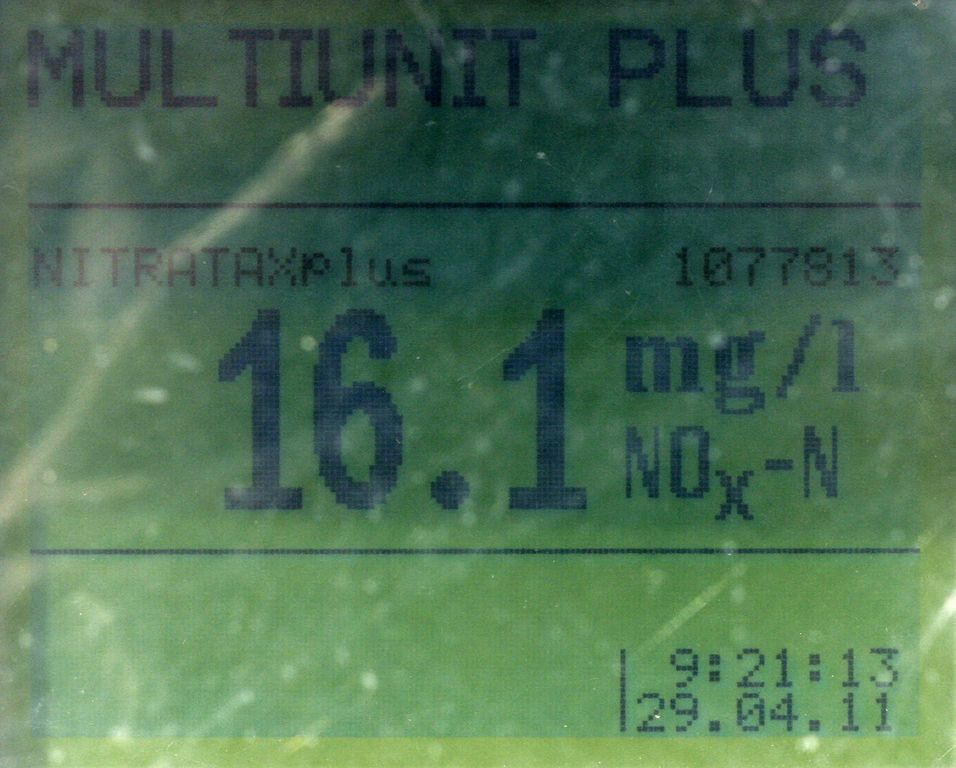 MULTIUNIT PLUS
NITRATAXplus 1077813
16.1 mg/l
NOx-N
9:21:13
29.04.11